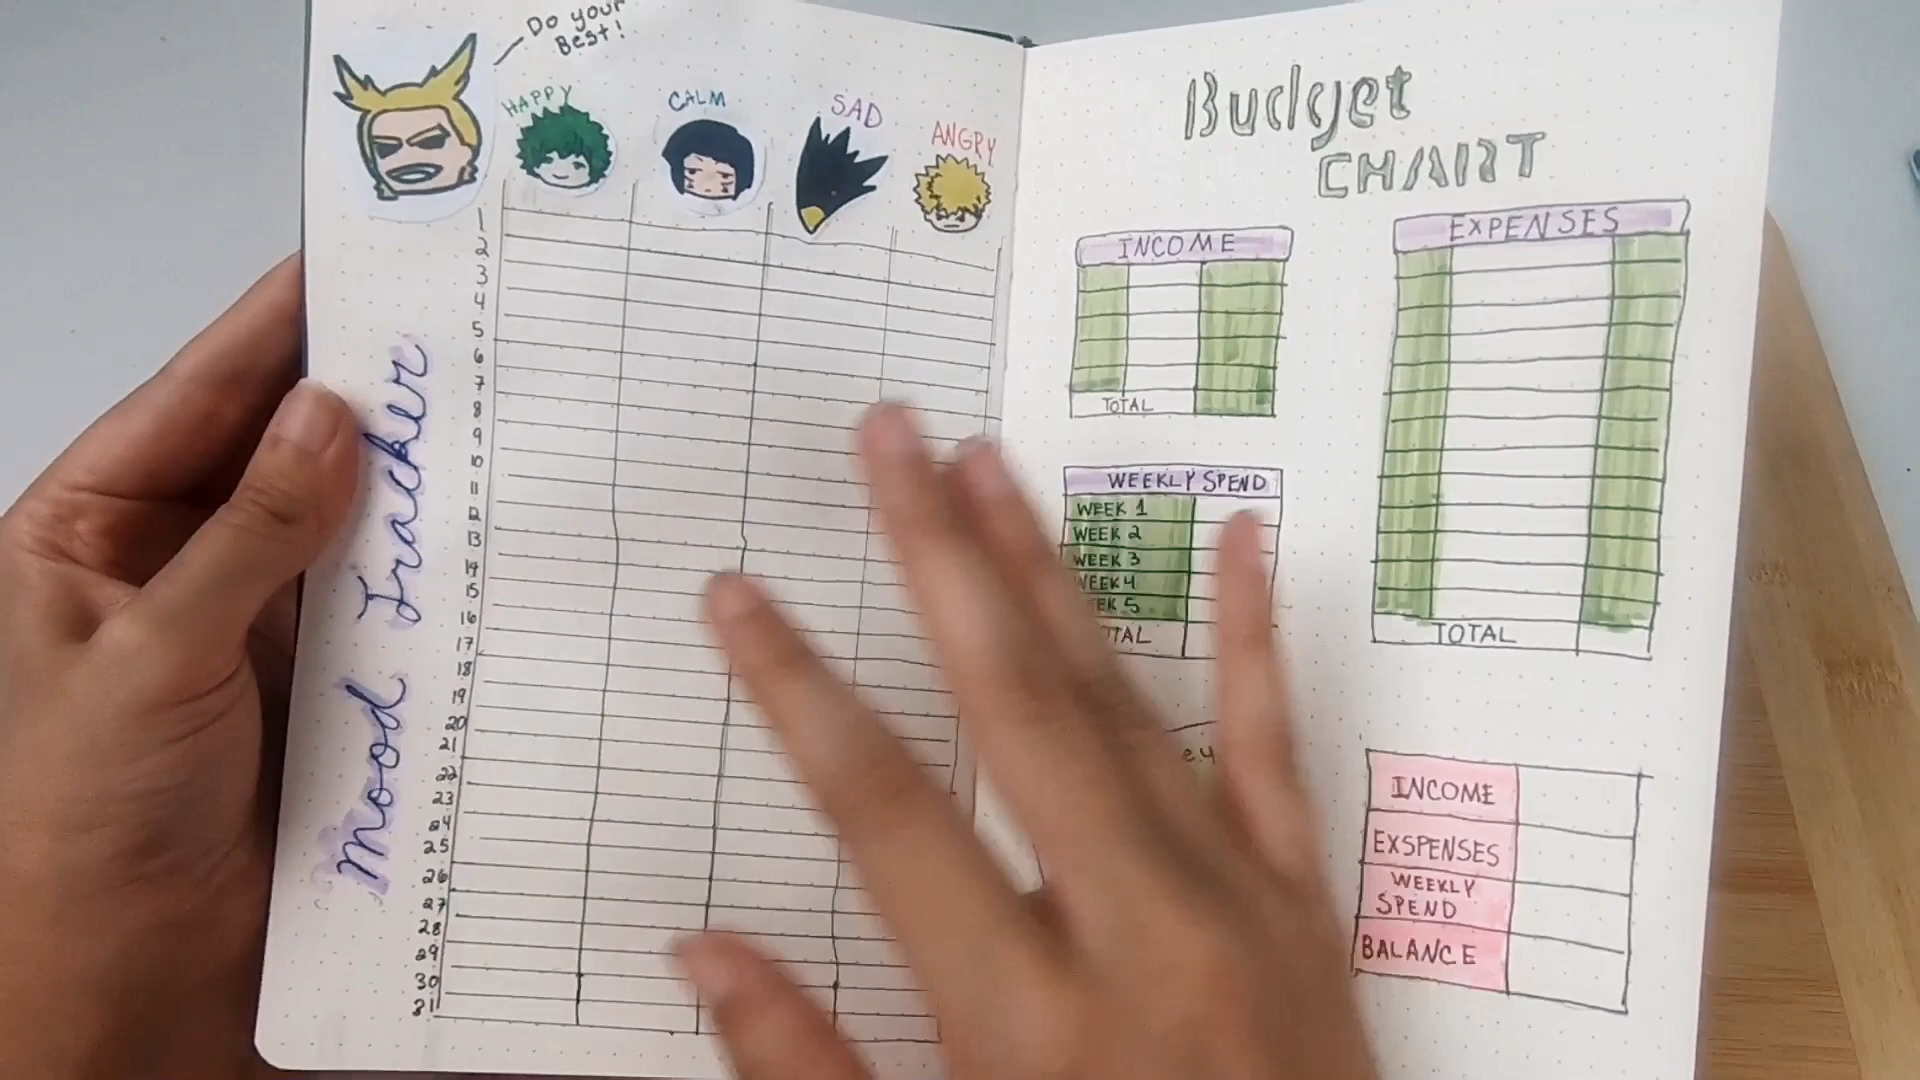 Do your
Best!
HAPPY
CALM
SAD
ANGRY
1
2
3
4
5
6
7
8
9
10
11
12
13
14
15
16
17
18
19
20
21
22
23
24
25
26
27
28
29
30
31
Mood Tracker
Budget
CHART
INCOME
TOTAL
EXPENSES
TOTAL
WEEKLY SPEND
WEEK 1
WEEK 2
WEEK 3
WEEK 4
EEK 5
OTAL
INCOME
EXSPENSES
WEEKLY
SPEND
BALANCE